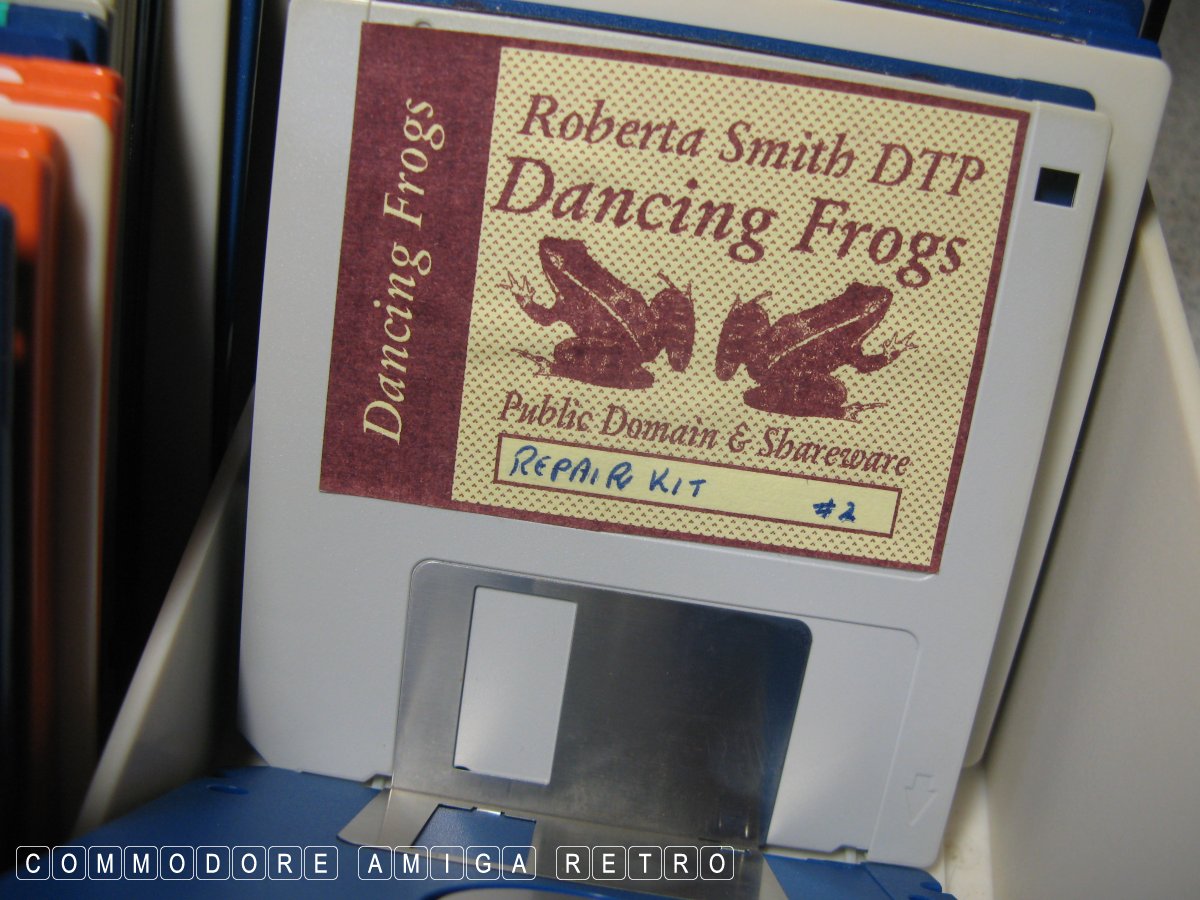 Dancing Frogs
Roberta Smith DTP
Dancing Frogs
Public Domain & Shareware
REPAIR KIT #2
COMMODORE AMIGA RETRO